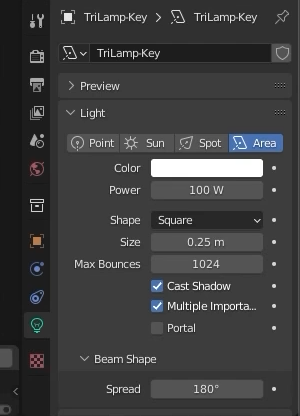 TriLamp-Key > TriLamp-Key
TriLamp-Key
Preview
Light
Point Sun Spot Area
Color
Power 100 W
Shape Square
Size 0.25 m
Max Bounces 1024
Cast Shadow
Multiple Importa...
Portal
Beam Shape
Spread 180°